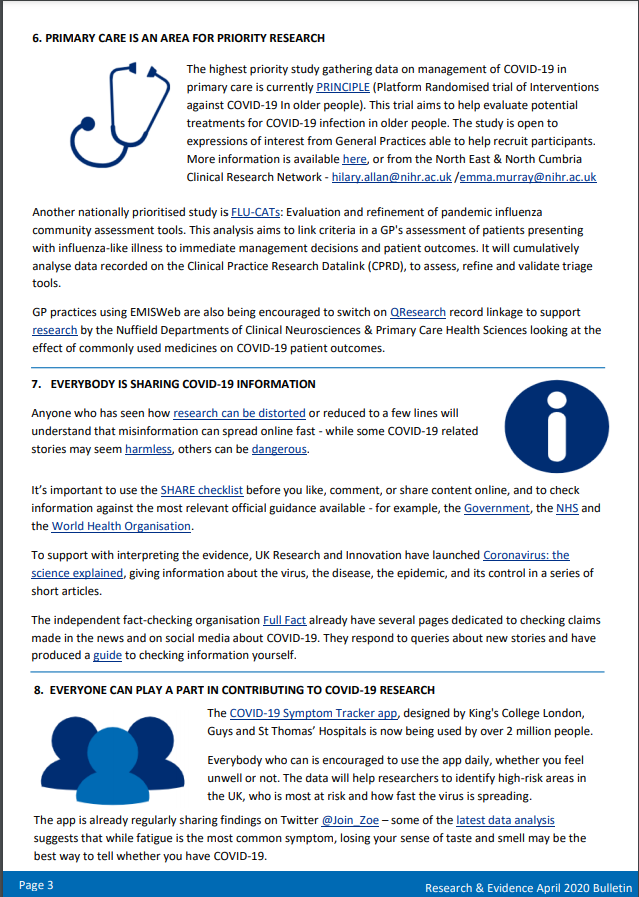 6. PRIMARY CARE IS AN AREA FOR PRIORITY RESEARCH
The highest priority study gathering data on management of COVID-19 in
primary care is currently PRINCIPLE (Platform Randomised trial of Interventions
against COVID-19 In older people). This trial aims to help evaluate potential
treatments for COVID-19 infection in older people. The study is open to
expressions of interest from General Practices able to help recruit participants.
More information is available here, or from the North East & North Cumbria
Clinical Research Network - hilary.allan@nihr.ac.uk /emma.murray@nihr.ac.uk
Another nationally prioritised study is FLU-CATs: Evaluation and refinement of pandemic influenza
community assessment tools. This analysis aims to link criteria in a GP's assessment of patients presenting
with influenza-like illness to immediate management decisions and patient outcomes. It will cumulatively
analyse data recorded on the Clinical Practice Research Datalink (CPRD), to assess, refine and validate triage
tools.
GP practices using EMISWeb are also being encouraged to switch on QResearch record linkage to support
research by the Nuffield Departments of Clinical Neurosciences & Primary Care Health Sciences looking at the
effect of commonly used medicines on COVID-19 patient outcomes.
7. EVERYBODY IS SHARING COVID-19 INFORMATION
Anyone who has seen how research can be distorted or reduced to a few lines will
understand that misinformation can spread online fast - while some COVID-19 related
stories may seem harmless, others can be dangerous.
It's important to use the SHARE checklist before you like, comment, or share content online, and to check
information against the most relevant official guidance available - for example, the Government, the NHS and
the World Health Organisation.
To support with interpreting the evidence, UK Research and Innovation have launched Coronavirus: the
science explained, giving information about the virus, the disease, the epidemic, and its control in a series of
short articles.
The independent fact-checking organisation Full Fact already have several pages dedicated to checking claims
made in the news and on social media about COVID-19. They respond to queries about new stories and have
produced a guide to checking information yourself.
8. EVERYONE CAN PLAY A PART IN CONTRIBUTING TO COVID-19 RESEARCH
The COVID-19 Symptom Tracker app, designed by King's College London,
Guys and St Thomas' Hospitals is now being used by over 2 million people.
Everybody who can is encouraged to use the app daily, whether you feel
unwell or not. The data will help researchers to identify high-risk areas in
the UK, who is most at risk and how fast the virus is spreading.
The app is already regularly sharing findings on Twitter @Join_Zoe – some of the latest data analysis
suggests that while fatigue is the most common symptom, losing your sense of taste and smell may be the
best way to tell whether you have COVID-19.
Page 3
Research & Evidence April 2020 Bulletin